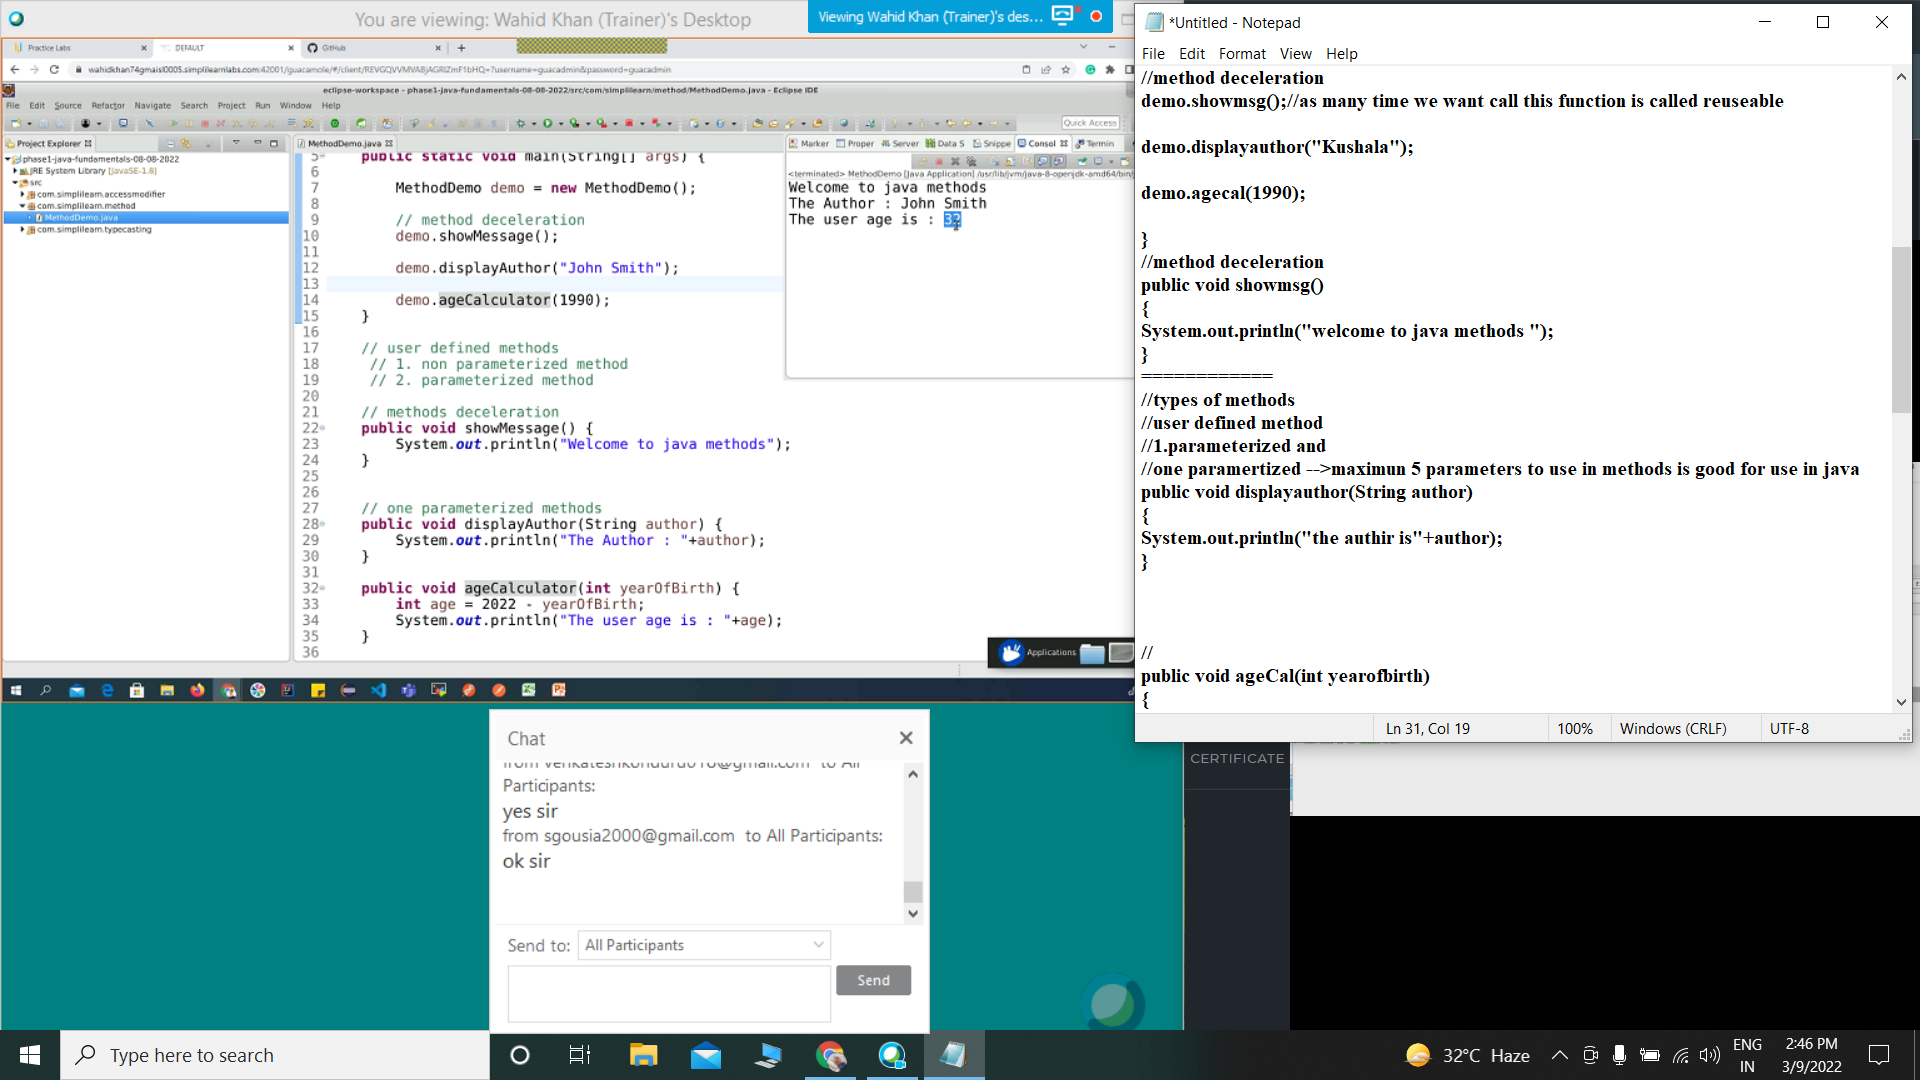 You are viewing: Wahid Khan (Trainer)'s Desktop
Viewing Wahid Khan (Trainer)'s des...
Practice Labs
DEFAULT
GitHub
wahidkhan74gmaisl0005.simplilearnlabs.com:42001/guacamole/#/client/REVGQVVMVABjAGRIZmF1bHQ=?username=guacadmin&password=guacadmin
eclipse-workspace - phase1-java-fundamentals-08-08-2022/src/com/simplilearn/method/MethodDemo.java - Eclipse IDE
File Edit Source Refactor Navigate Search Project Run Window Help
Quick Access
Project Explorer
phase1-java-fundamentals-08-08-2022
JRE System Library [JavaSE-1.8]
src
com.simplilearn.accessmodifier
com.simplilearn.method
MethodDemo.java
com.simplilearn.typecasting
MethodDemo.java
5 public static void main(String[] args) {
6
7 MethodDemo demo = new MethodDemo();
8
9 // method deceleration
10 demo.showMessage();
11
12 demo.displayAuthor("John Smith");
13
14 demo.ageCalculator(1990);
15 }
16
17 // user defined methods
18 // 1. non parameterized method
19 // 2. parameterized method
20
21 // methods deceleration
22 public void showMessage() {
23 System.out.println("Welcome to java methods");
24 }
25
26
27 // one parameterized methods
28 public void displayAuthor(String author) {
29 System.out.println("The Author : "+author);
30 }
31
32 public void ageCalculator(int yearOfBirth) {
33 int age = 2022 - yearOfBirth;
34 System.out.println("The user age is : "+age);
35 }
36
Marker Proper Server Data S Snippe Consol Termin
<terminated> MethodDemo [Java Application] /usr/lib/jvm/java-8-openjdk-amd64/bin/
Welcome to java methods
The Author : John Smith
The user age is : 32
Applications
*Untitled - Notepad
File Edit Format View Help
//method deceleration
demo.showmsg();//as many time we want call this function is called reuseable
demo.displayauthor("Kushala");
demo.agecal(1990);
}
//method deceleration
public void showmsg()
{
System.out.println("welcome to java methods ");
}
============
//types of methods
//user defined method
//1.parameterized and
//one paramertized -->maximun 5 parameters to use in methods is good for use in java
public void displayauthor(String author)
{
System.out.println("the authir is"+author);
}
//
public void ageCal(int yearofbirth)
{
Ln 31, Col 19
100%
Windows (CRLF)
UTF-8
CERTIFICATE
Chat
Participants:
yes sir
from sgousia2000@gmail.com to All Participants:
ok sir
Send to: All Participants
Send
Type here to search
32°C Haze
ENG
IN
2:46 PM
3/9/2022